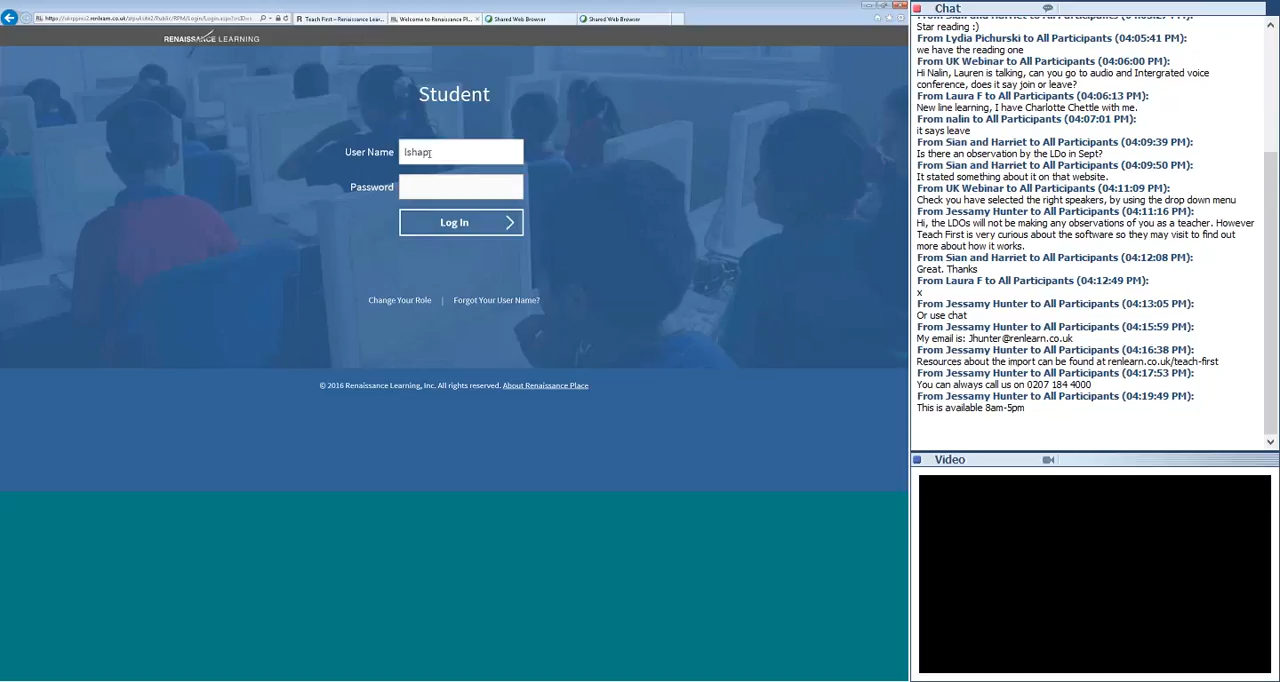 Teach First – Renaissance Lear...
Welcome to Renaissance Pl...
Shared Web Browser
Shared Web Browser
RENAISSANCE LEARNING
Student
User Name
lshap
Password
Log In
Change Your Role | Forgot Your User Name?
© 2016 Renaissance Learning, Inc. All rights reserved. About Renaissance Place
Chat
Star reading :)
From Lydia Pichurski to All Participants (04:05:41 PM):
we have the reading one
From UK Webinar to All Participants (04:06:00 PM):
Hi Nalin, Lauren is talking, can you go to audio and Intergrated voice
conference, does it say join or leave?
From Laura F to All Participants (04:06:13 PM):
New line learning, I have Charlotte Chettle with me.
From nalin to All Participants (04:07:01 PM):
it says leave
From Sian and Harriet to All Participants (04:09:39 PM):
Is there an observation by the LDo in Sept?
From Sian and Harriet to All Participants (04:09:50 PM):
It stated something about it on that website.
From UK Webinar to All Participants (04:11:09 PM):
Check you have selected the right speakers, by using the drop down menu
From Jessamy Hunter to All Participants (04:11:16 PM):
Hi, the LDOs will not be making any observations of you as a teacher. However
Teach First is very curious about the software so they may visit to find out
more about how it works.
From Sian and Harriet to All Participants (04:12:08 PM):
Great. Thanks
From Laura F to All Participants (04:12:49 PM):
x
From Jessamy Hunter to All Participants (04:13:05 PM):
Or use chat
From Jessamy Hunter to All Participants (04:15:59 PM):
My email is: Jhunter@renlearn.co.uk
From Jessamy Hunter to All Participants (04:16:38 PM):
Resources about the import can be found at renlearn.co.uk/teach-first
From Jessamy Hunter to All Participants (04:17:53 PM):
You can always call us on 0207 184 4000
From Jessamy Hunter to All Participants (04:19:49 PM):
This is available 8am-5pm
Video